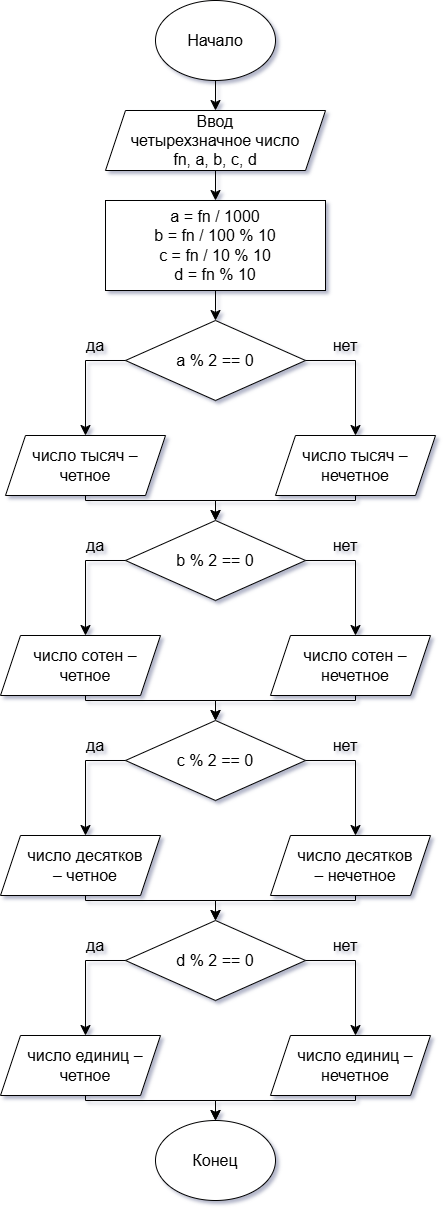 Начало
Ввод
четырехзначное число
fn, a, b, c, d
a = fn / 1000
b = fn / 100 % 10
c = fn / 10 % 10
d = fn % 10
a % 2 == 0
да
нет
число тысяч –
четное
число тысяч –
нечетное
b % 2 == 0
да
нет
число сотен –
четное
число сотен –
нечетное
c % 2 == 0
да
нет
число десятков
– четное
число десятков
– нечетное
d % 2 == 0
да
нет
число единиц –
четное
число единиц –
нечетное
Конец